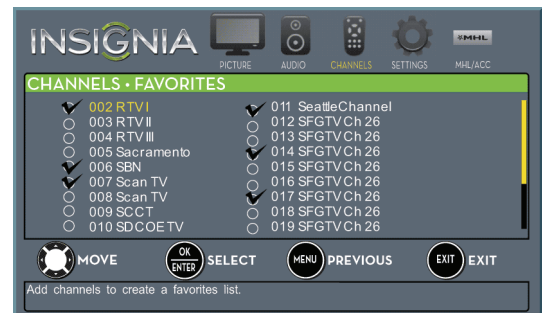 INSIGNIA
PICTURE
AUDIO
CHANNELS
SETTINGS
MHL
MHL/ACC
CHANNELS • FAVORITES
002 RTV I
003 RTV II
004 RTV III
005 Sacramento
006 SBN
007 Scan TV
008 Scan TV
009 SCCT
010 SDCOE TV
011 SeattleChannel
012 SFGTV Ch 26
013 SFGTV Ch 26
014 SFGTV Ch 26
015 SFGTV Ch 26
016 SFGTV Ch 26
017 SFGTV Ch 26
018 SFGTV Ch 26
019 SFGTV Ch 26
MOVE
OK
ENTER
SELECT
MENU
PREVIOUS
EXIT
EXIT
Add channels to create a favorites list.